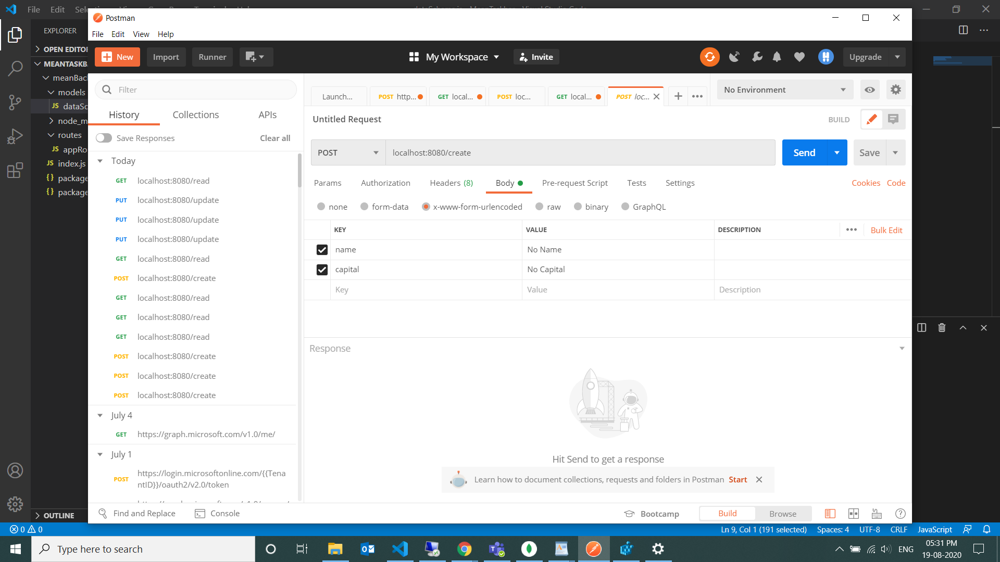 Postman
File Edit View Help
New
Import
Runner
My Workspace
Invite
Upgrade
File Edit
EXPLORER
OPEN EDITO
MEANTASKB
meanBac
models
JS dataSc
node_m
routes
JS appRo
JS index.js
{} package
{} package
OUTLINE
Filter
History Collections APIs
Save Responses Clear all
Today
GET localhost:8080/read
PUT localhost:8080/update
PUT localhost:8080/update
PUT localhost:8080/update
GET localhost:8080/read
POST localhost:8080/create
GET localhost:8080/read
GET localhost:8080/read
GET localhost:8080/read
POST localhost:8080/create
POST localhost:8080/create
POST localhost:8080/create
July 4
GET https://graph.microsoft.com/v1.0/me/
July 1
POST https://login.microsoftonline.com/{{Tena
ntID}}/oauth2/v2.0/token
Launch... POST http... GET local... POST loc... GET local... POST loc...
No Environment
Untitled Request
BUILD
POST localhost:8080/create Send Save
Params Authorization Headers (8) Body Pre-request Script Tests Settings Cookies Code
none form-data x-www-form-urlencoded raw binary GraphQL
KEY VALUE DESCRIPTION Bulk Edit
name No Name
capital No Capital
Key Value Description
Response
Hit Send to get a response
Learn how to document collections, requests and folders in Postman Start
Find and Replace Console Bootcamp Build Browse
0 0 Ln 9, Col 1 (191 selected) Spaces: 4 UTF-8 CRLF JavaScript
Type here to search
ENG
05:31 PM
19-08-2020